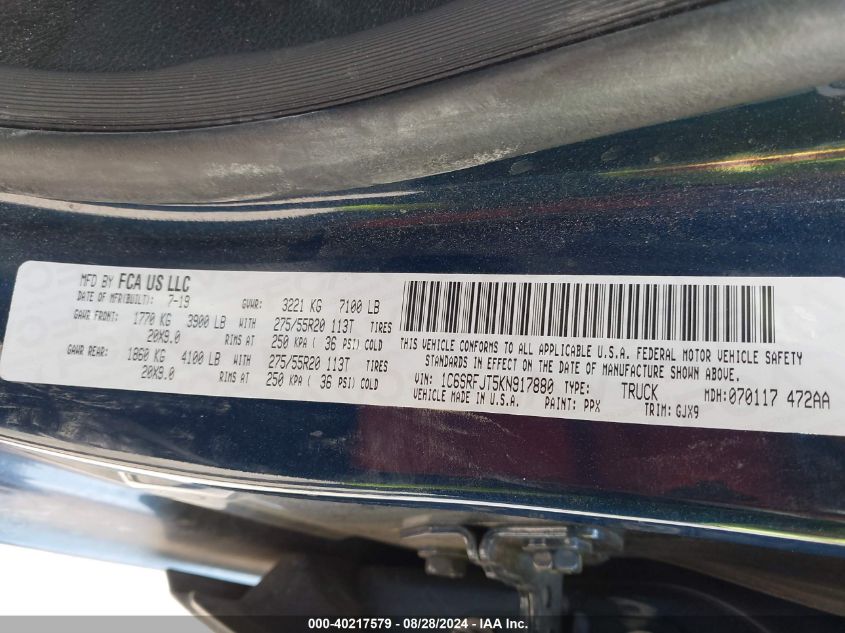 MFD BY FCA US LLC
DATE OF MFR(BUILT): 7-19 GVWR: 3221 KG 7100 LB
GAWR FRONT: 1770 KG 3900 LB WITH 275/55R20 113T TIRES
20X9.0 RIMS AT 250 KPA ( 36 PSI) COLD
GAWR REAR: 1860 KG 4100 LB WITH 275/55R20 113T TIRES
20X9.0 RIMS AT 250 KPA ( 36 PSI) COLD
THIS VEHICLE CONFORMS TO ALL APPLICABLE U.S.A. FEDERAL MOTOR VEHICLE SAFETY
STANDARDS IN EFFECT ON THE DATE OF MANUFACTURE SHOWN ABOVE.
VIN: 1C6SRFJT5KN917880 TYPE: TRUCK MDH: 070117 472AA
VEHICLE MADE IN U.S.A. PAINT: PPX TRIM: GJX9
000-40217579 | 08/28/2024 | IAA Inc.